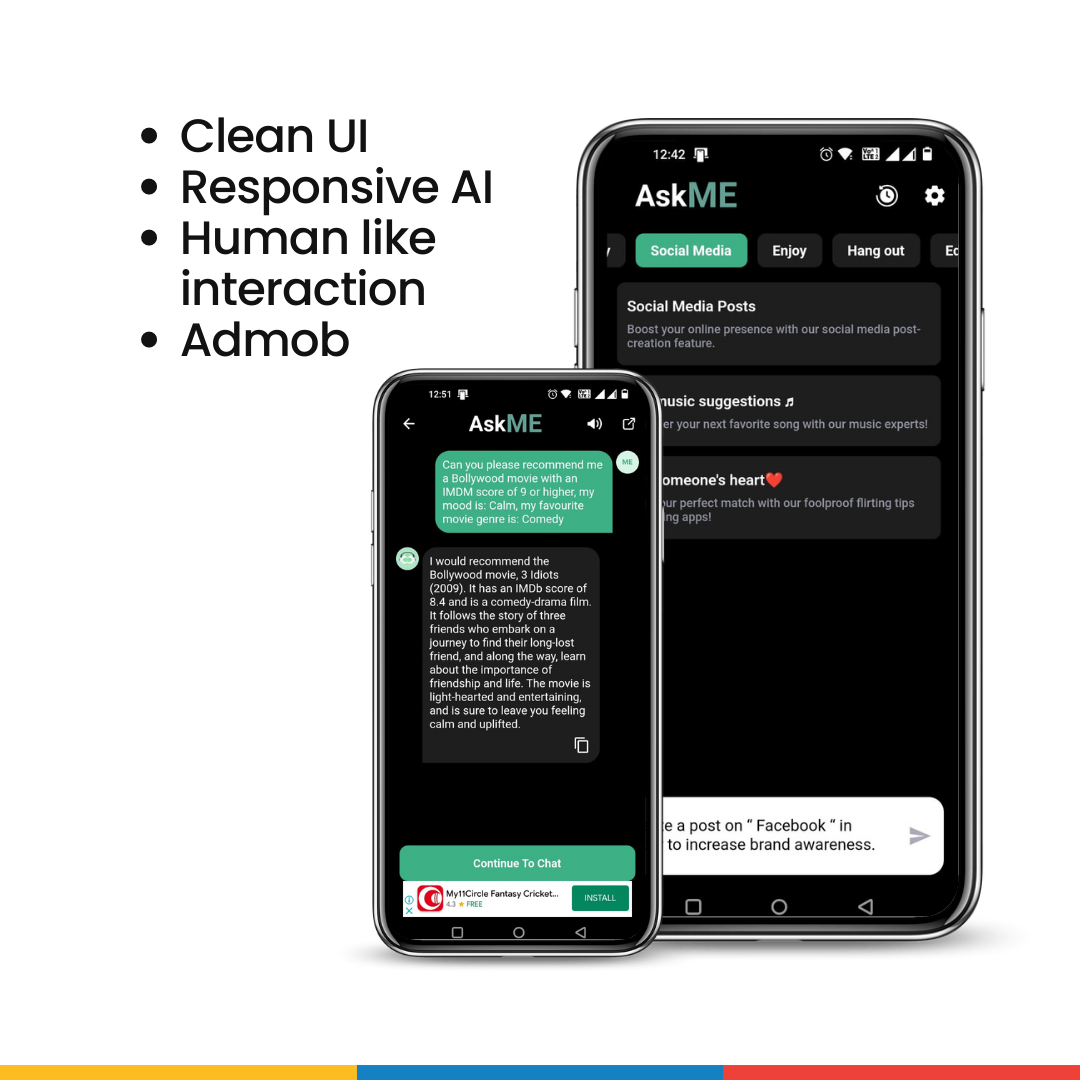 Clean UI
Responsive AI
Human like
interaction
Admob
12:42
AskME
Social Media
Enjoy
Hang out
Social Media Posts
Boost your online presence with our social media post-
creation feature.
music suggestions ♬
your next favorite song with our music experts!
someone's heart❤️
your perfect match with our foolproof flirting tips
apps!
a post on “ Facebook “ in
to increase brand awareness.
12:51
AskME
ME
Can you please recommend me
a Bollywood movie with an
IMDM score of 9 or higher, my
mood is: Calm, my favourite
movie genre is: Comedy
I would recommend the
Bollywood movie, 3 Idiots
(2009). It has an IMDb score of
8.4 and is a comedy-drama film.
It follows the story of three
friends who embark on a
journey to find their long-lost
friend, and along the way, learn
about the importance of
friendship and life. The movie is
light-hearted and entertaining,
and is sure to leave you feeling
calm and uplifted.
Continue To Chat
My11Circle Fantasy Cricket...
4.3 ★ FREE
INSTALL